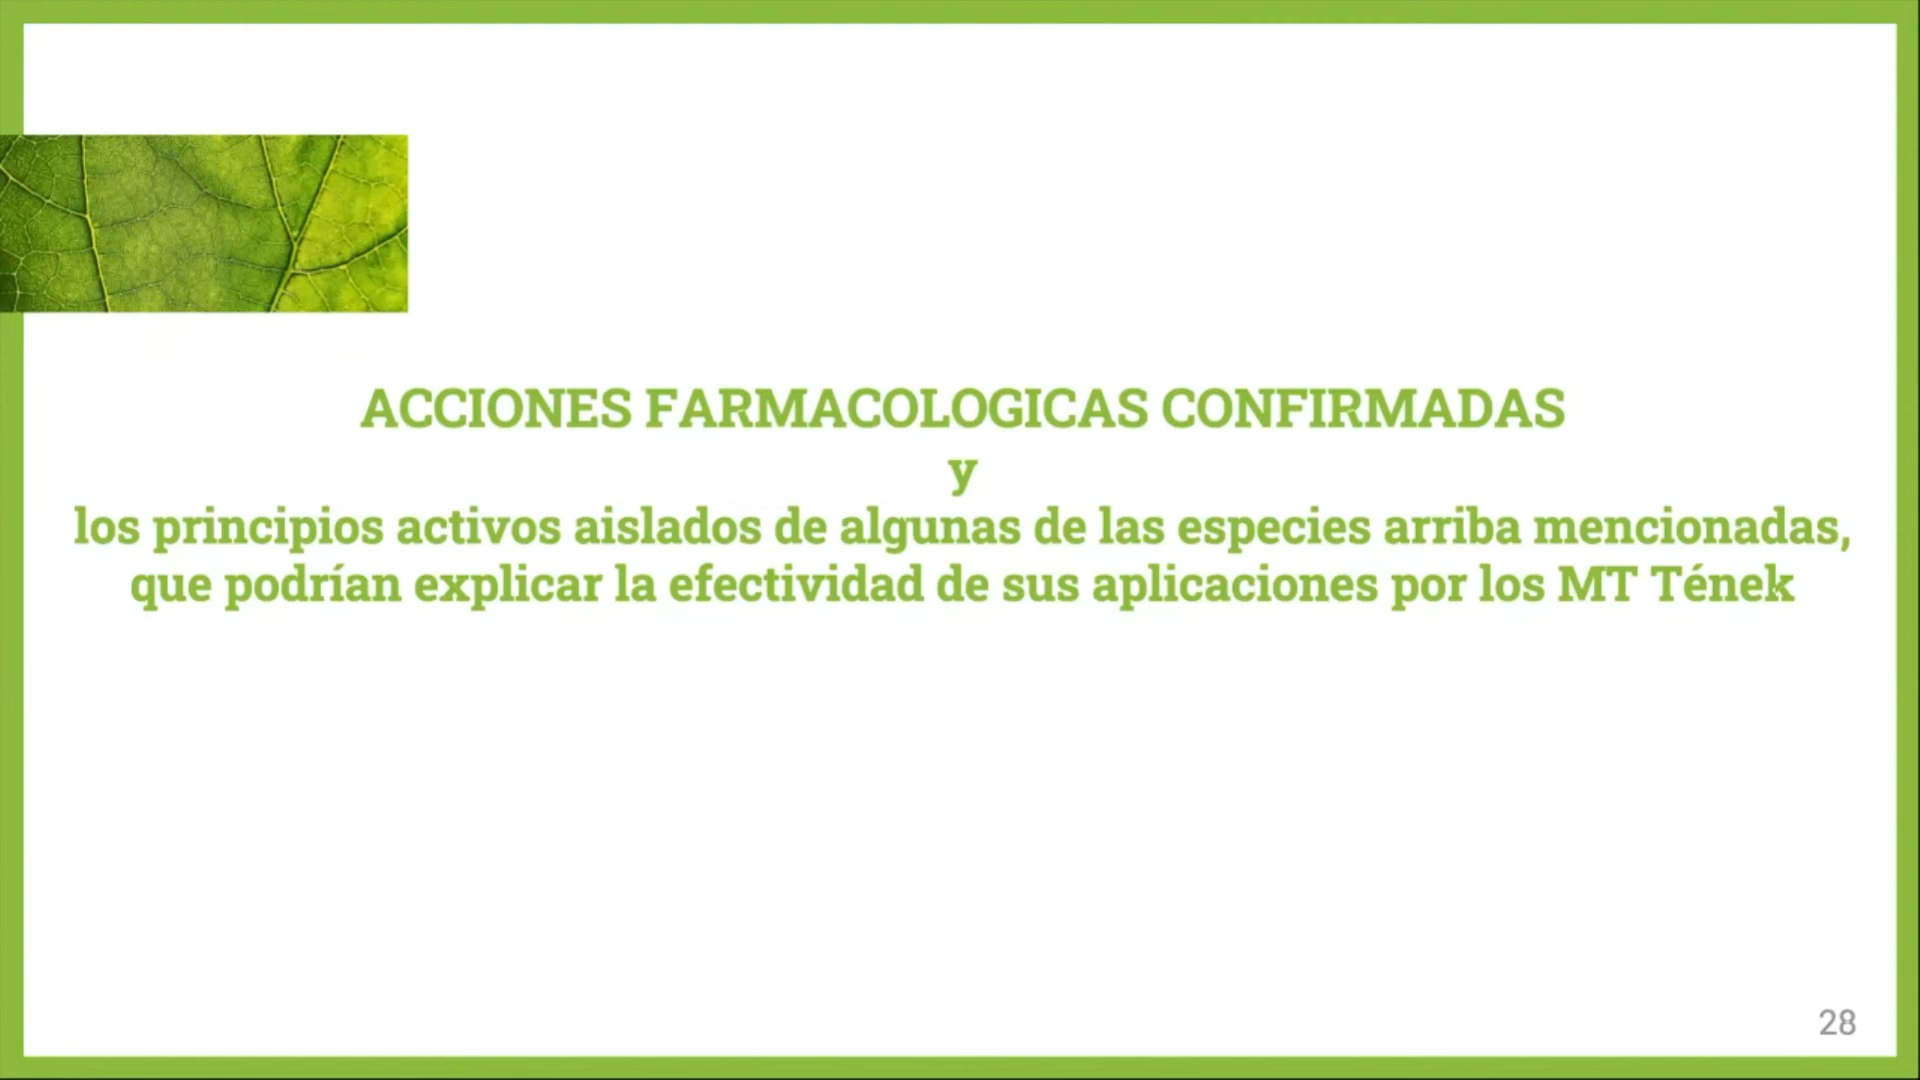 ACCIONES FARMACOLOGICAS CONFIRMADAS
y
los principios activos aislados de algunas de las especies arriba mencionadas,
que podrían explicar la efectividad de sus aplicaciones por los MT Tének
28